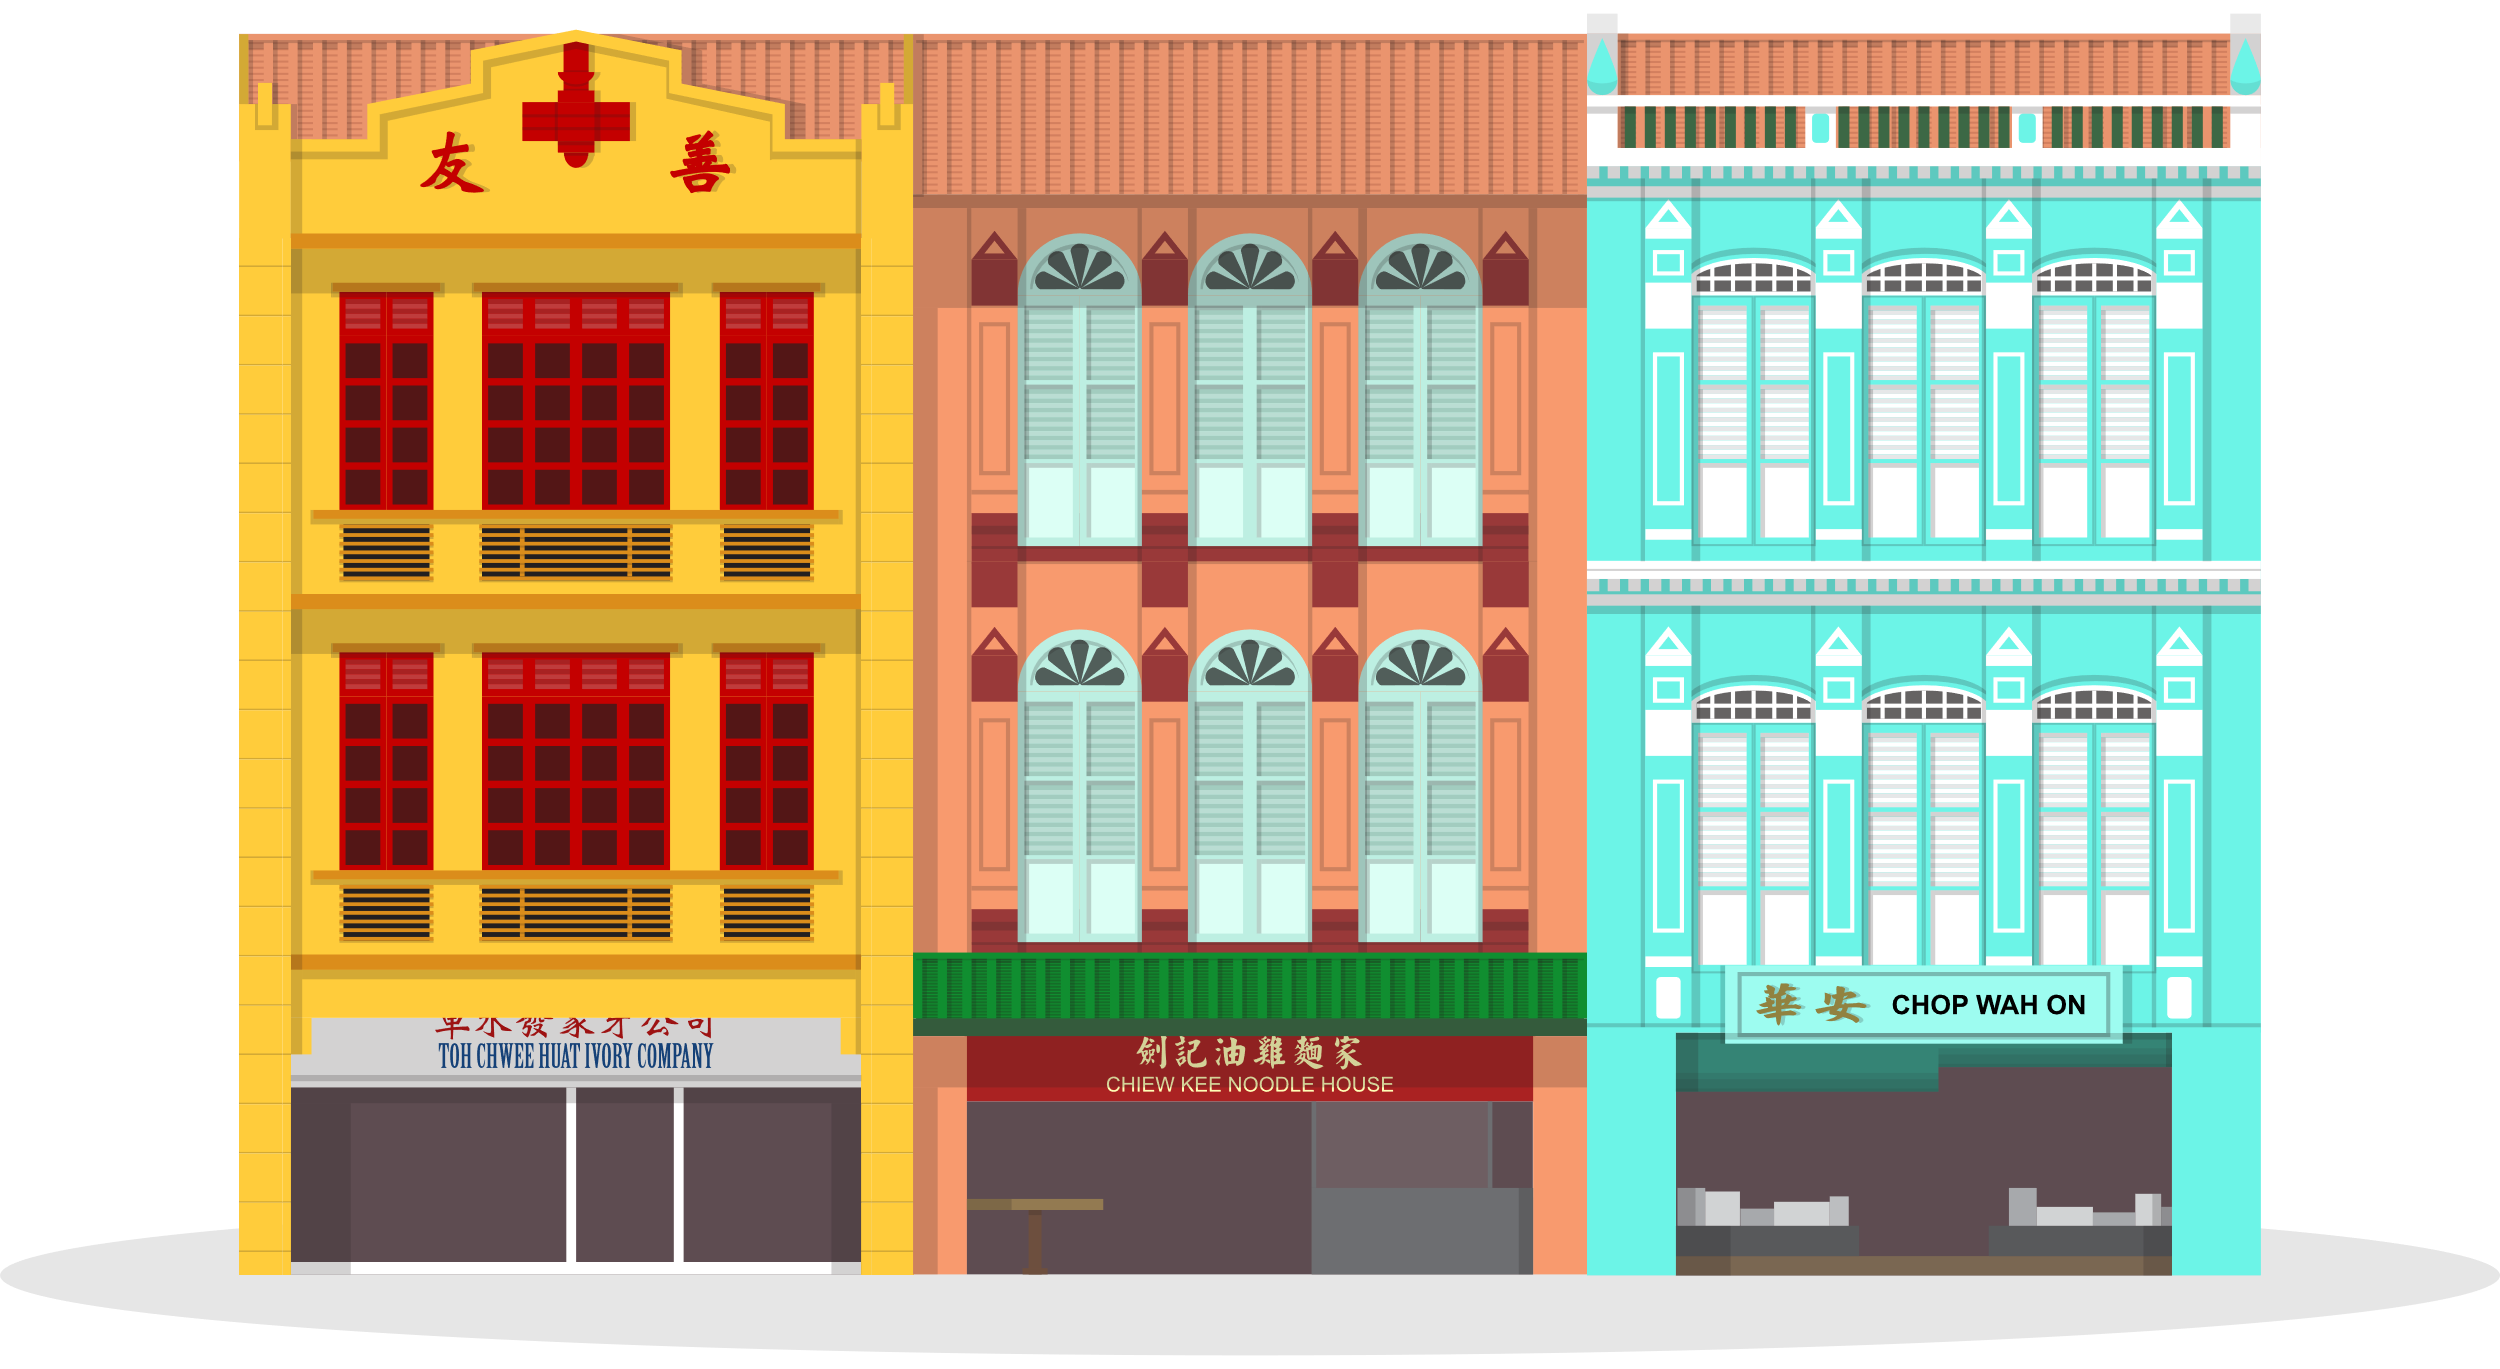 友 善
TOH CHWEE HUAT IVORY COMPANY
釗記油雞麵家
CHIEW KEE NOODLE HOUSE
華安 CHOP WAH ON